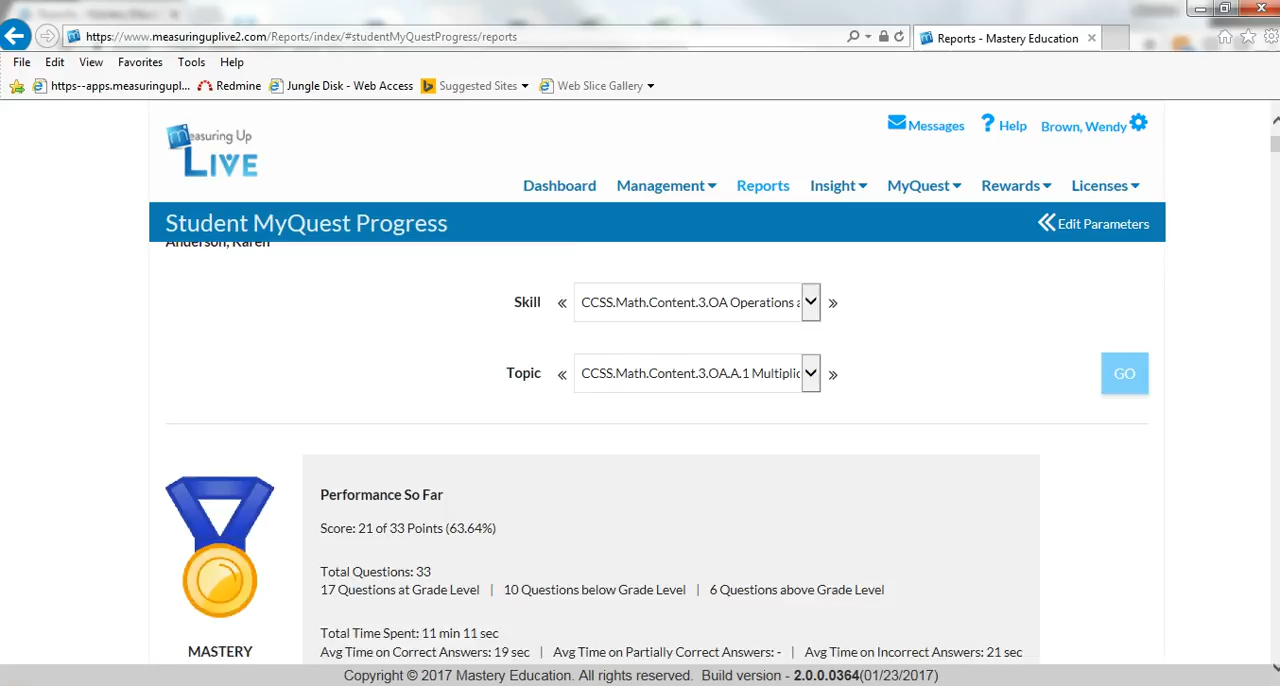 https://www.measuringuplive2.com/Reports/index/#studentMyQuestProgress/reports
Reports - Mastery Education
File Edit View Favorites Tools Help
https--apps.measuringupl... Redmine Jungle Disk - Web Access Suggested Sites Web Slice Gallery
Measuring Up
LIVE
Messages ? Help Brown, Wendy
Dashboard Management Reports Insight MyQuest Rewards Licenses
Student MyQuest Progress
Edit Parameters
Anderson, Karen
Skill « CCSS.Math.Content.3.OA Operations a »
Topic « CCSS.Math.Content.3.OA.A.1 Multiplic »
GO
Performance So Far
Score: 21 of 33 Points (63.64%)
Total Questions: 33
17 Questions at Grade Level | 10 Questions below Grade Level | 6 Questions above Grade Level
Total Time Spent: 11 min 11 sec
MASTERY
Avg Time on Correct Answers: 19 sec | Avg Time on Partially Correct Answers: - | Avg Time on Incorrect Answers: 21 sec
Copyright © 2017 Mastery Education. All rights reserved. Build version - 2.0.0.0364(01/23/2017)